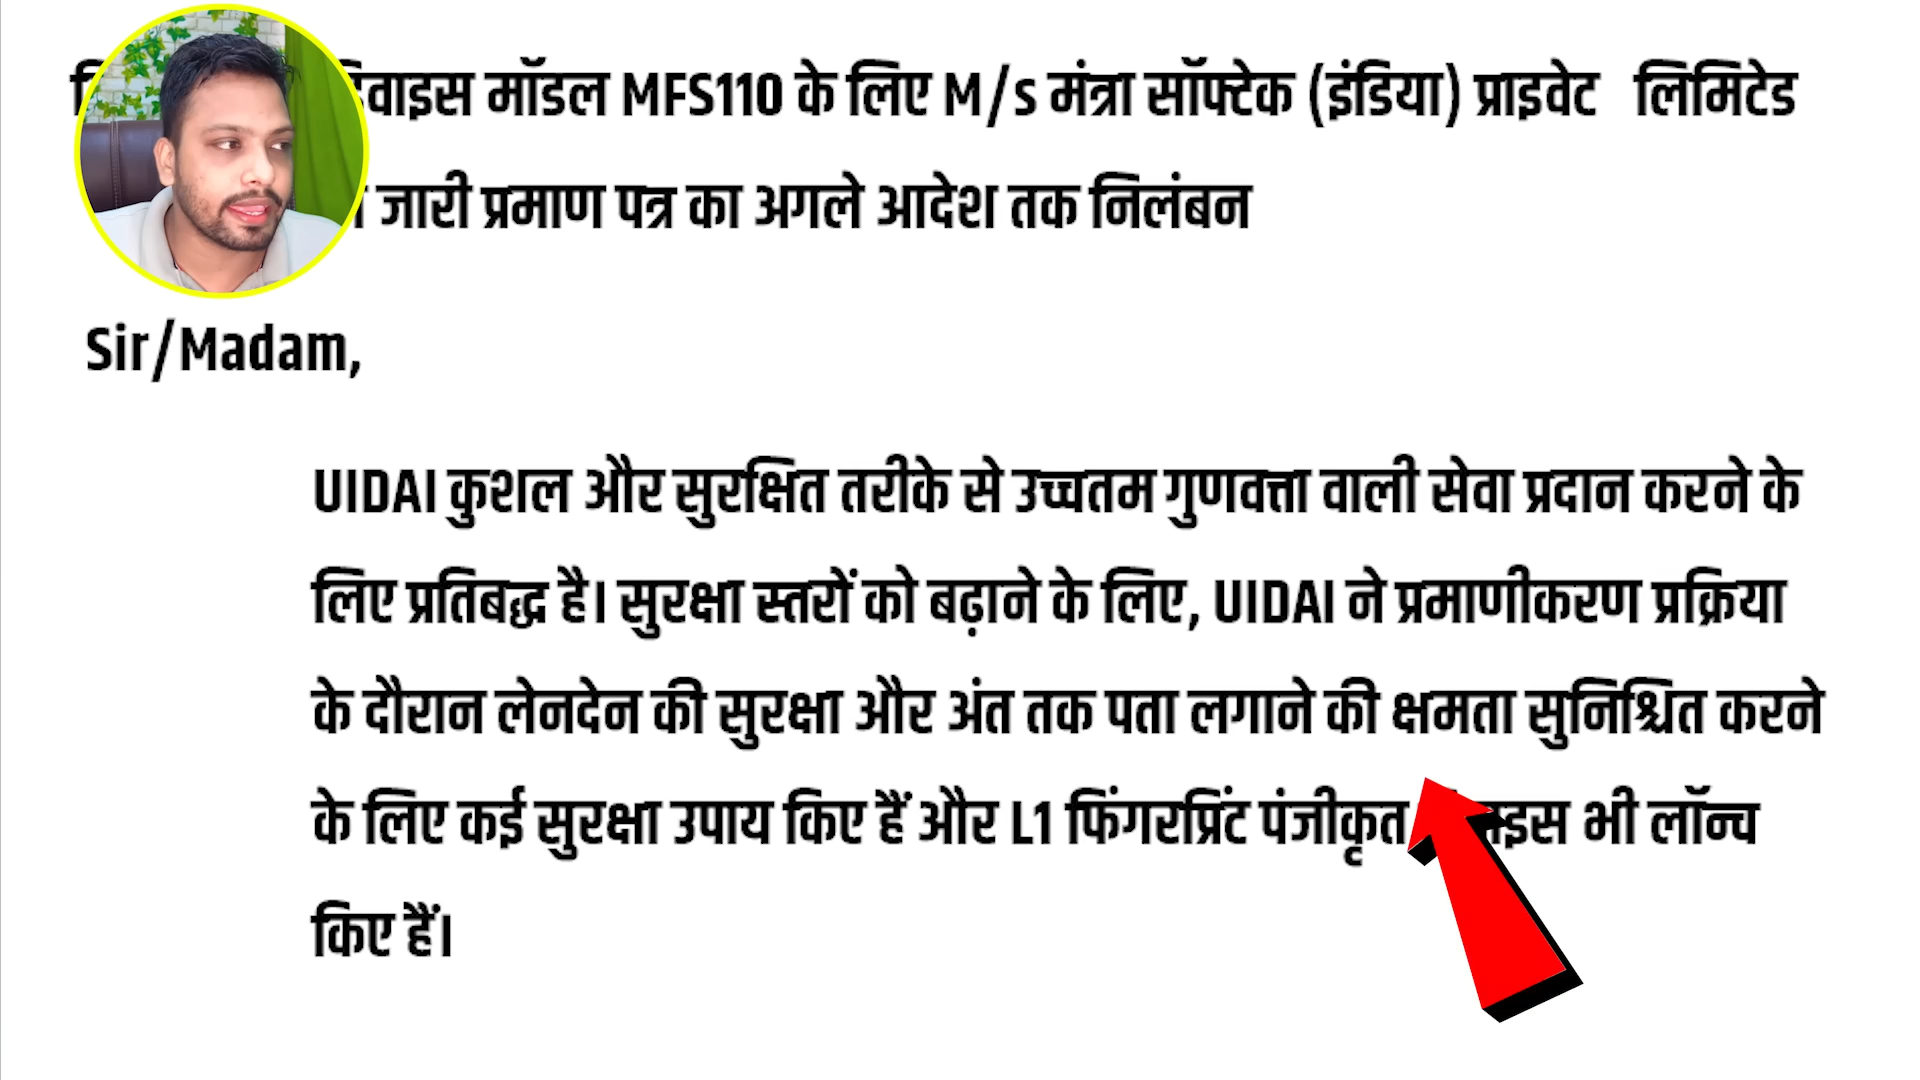 मॉडल MFS110 के लिए M/s मंत्रा सॉफ्टेक (इंडिया) प्राइवेट लिमिटेड
जारी प्रमाण पत्र का अगले आदेश तक निलंबन
Sir/Madam,
UIDAI कुशल और सुरक्षित तरीके से उच्चतम गुणवत्ता वाली सेवा प्रदान करने के
लिए प्रतिबद्ध है। सुरक्षा स्तरों को बढ़ाने के लिए, UIDAI ने प्रमाणीकरण प्रक्रिया
के दौरान लेनदेन की सुरक्षा और अंत तक पता लगाने की क्षमता सुनिश्चित करने
के लिए कई सुरक्षा उपाय किए हैं और L1 फिंगरप्रिंट पंजीकृत भी लॉन्च
किए हैं।